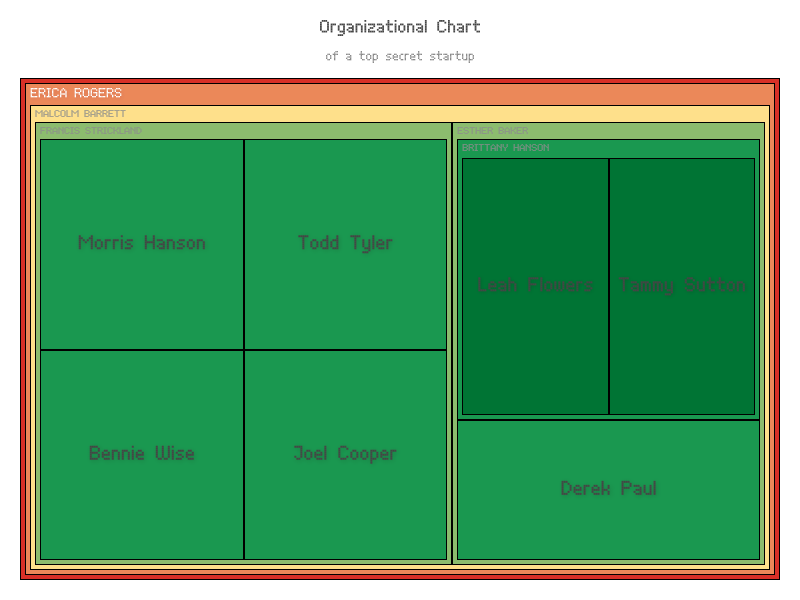 Organizational Chart
of a top secret startup
ERICA ROGERS
MALCOLM BARRETT
FRANCIS STRICKLAND
ESTHER BAKER
BRITTANY HANSON
Morris Hanson
Todd Tyler
Leah Flowers
Tammy Sutton
Bennie Wise
Joel Cooper
Derek Paul